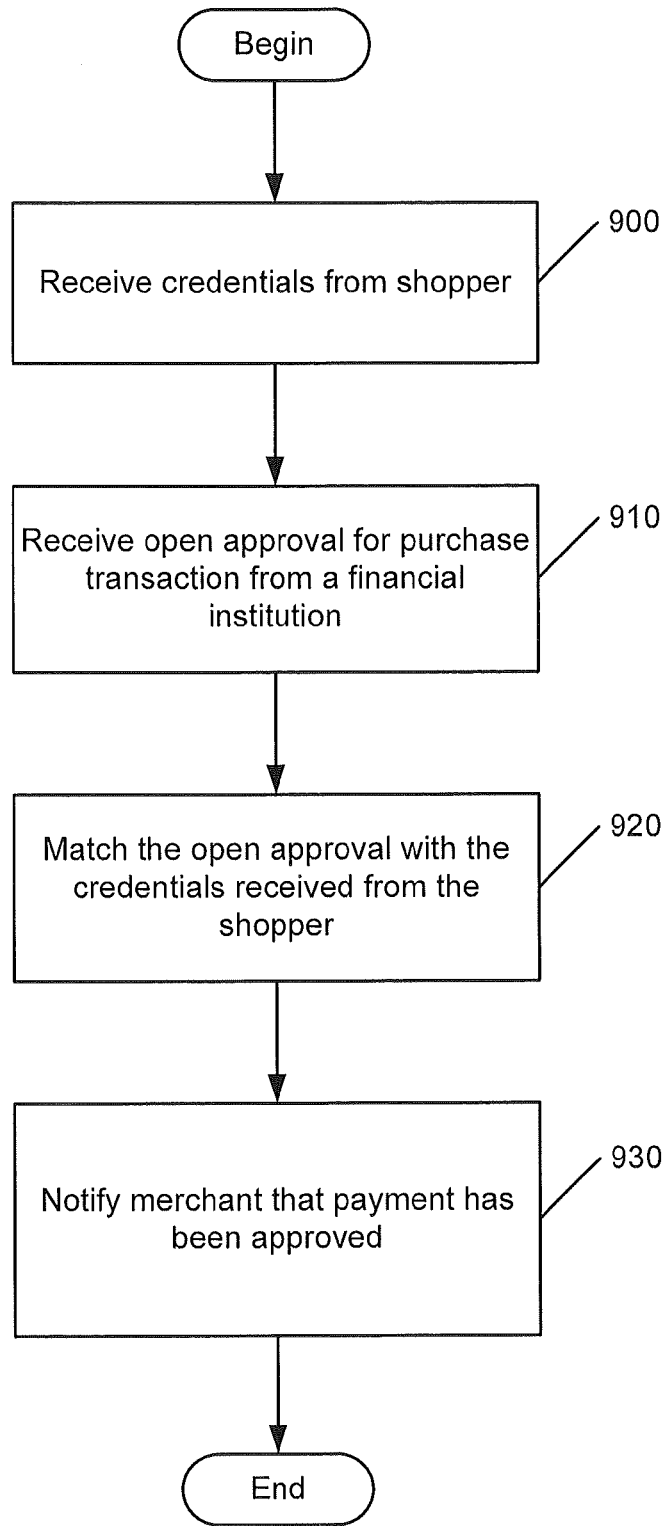 Begin
900
Receive credentials from shopper
910
Receive open approval for purchase
transaction from a financial
institution
920
Match the open approval with the
credentials received from the
shopper
930
Notify merchant that payment has
been approved
End